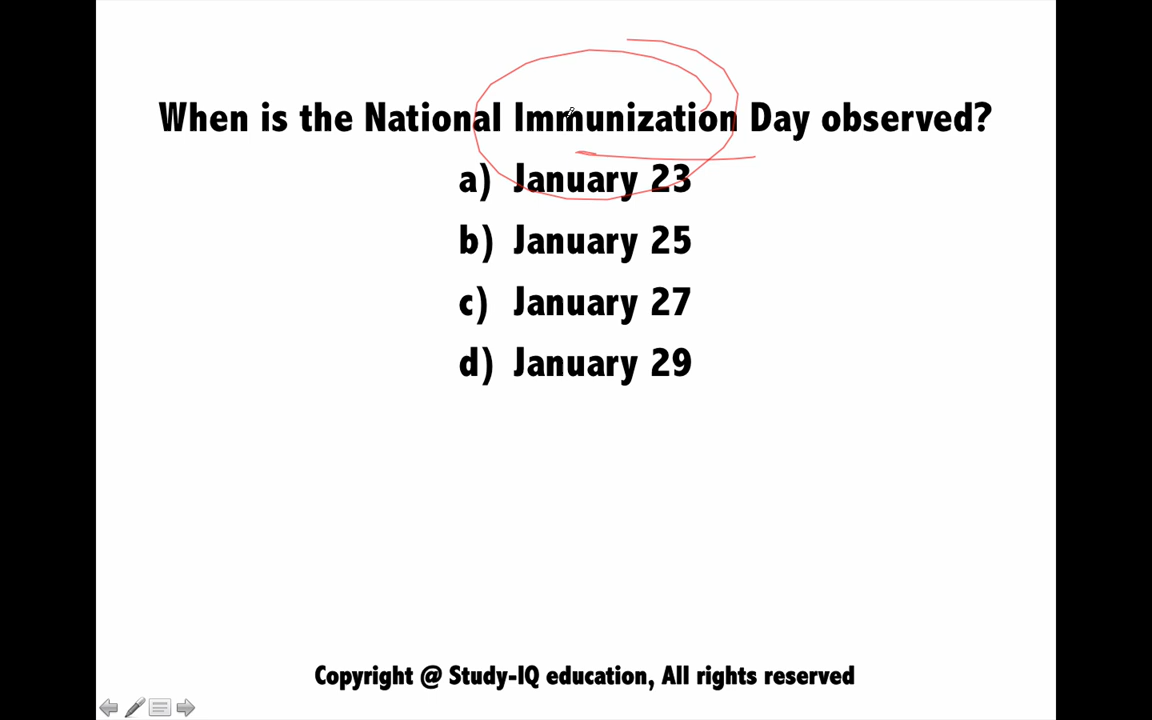 When is the National Immunization Day observed?
a) January 23
b) January 25
c) January 27
d) January 29
Copyright @ Study-IQ education, All rights reserved